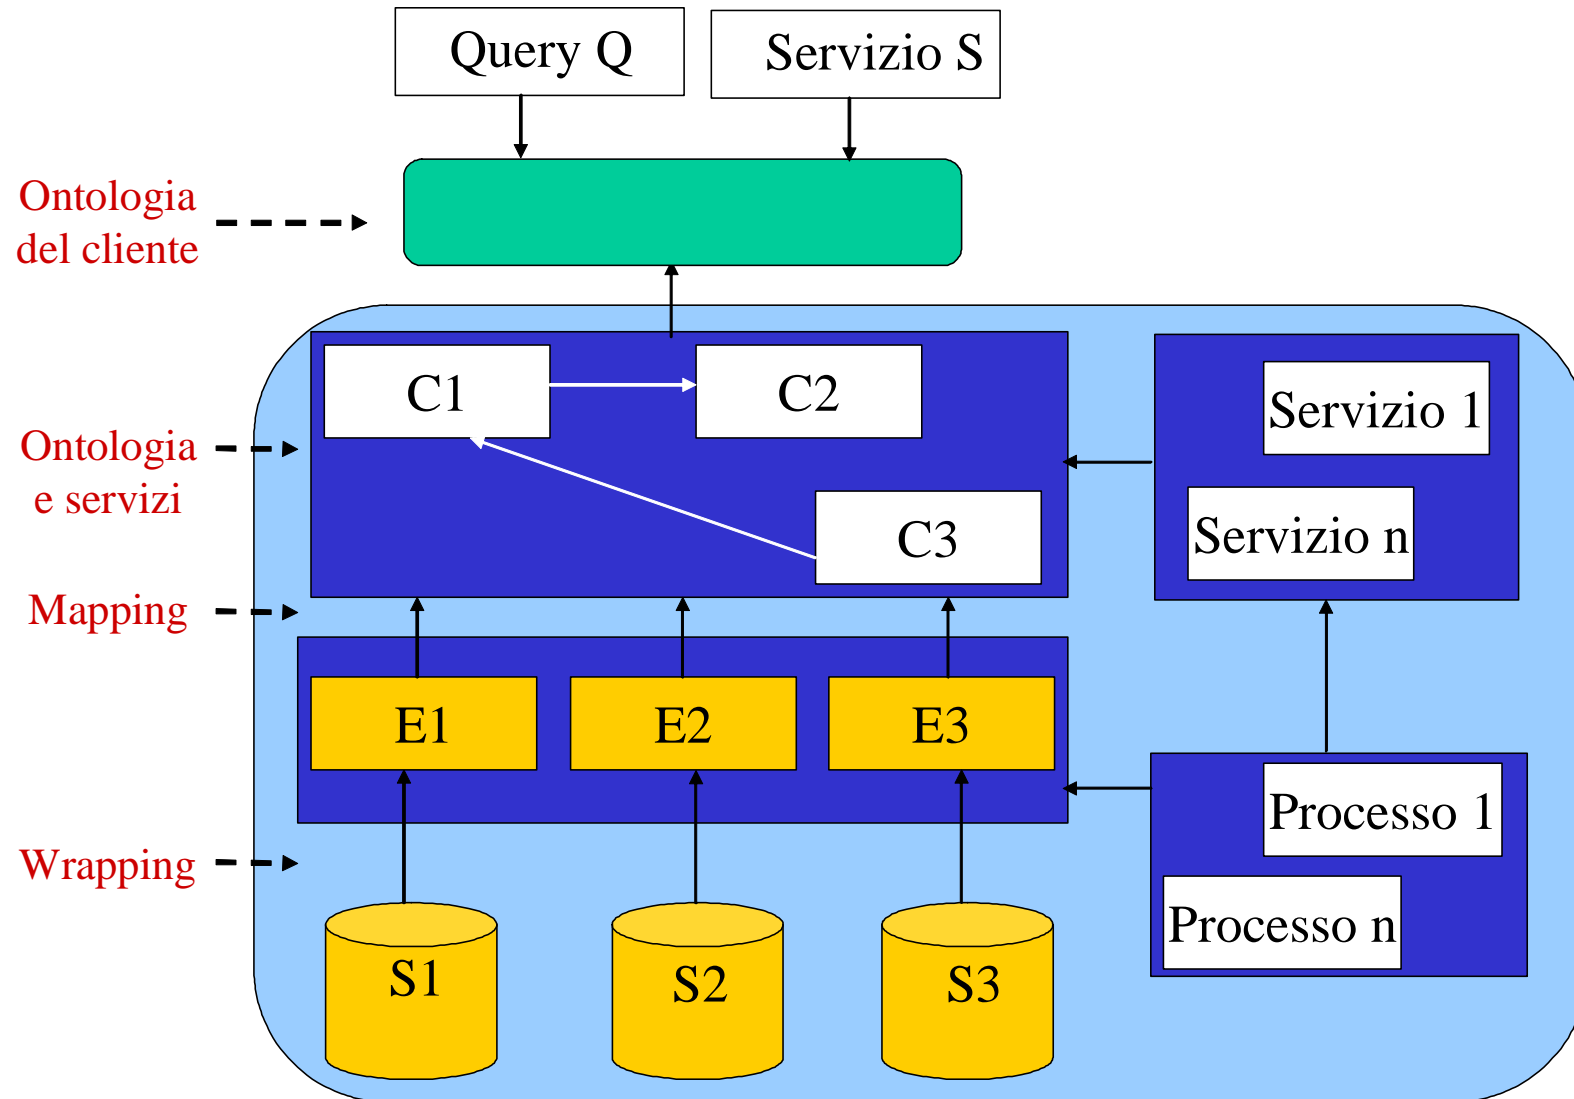 Query Q
Servizio S
Ontologia
del cliente
C1
C2
Servizio 1
Ontologia
e servizi
C3
Servizio n
Mapping
E1
E2
E3
Processo 1
Wrapping
Processo n
S1
S2
S3